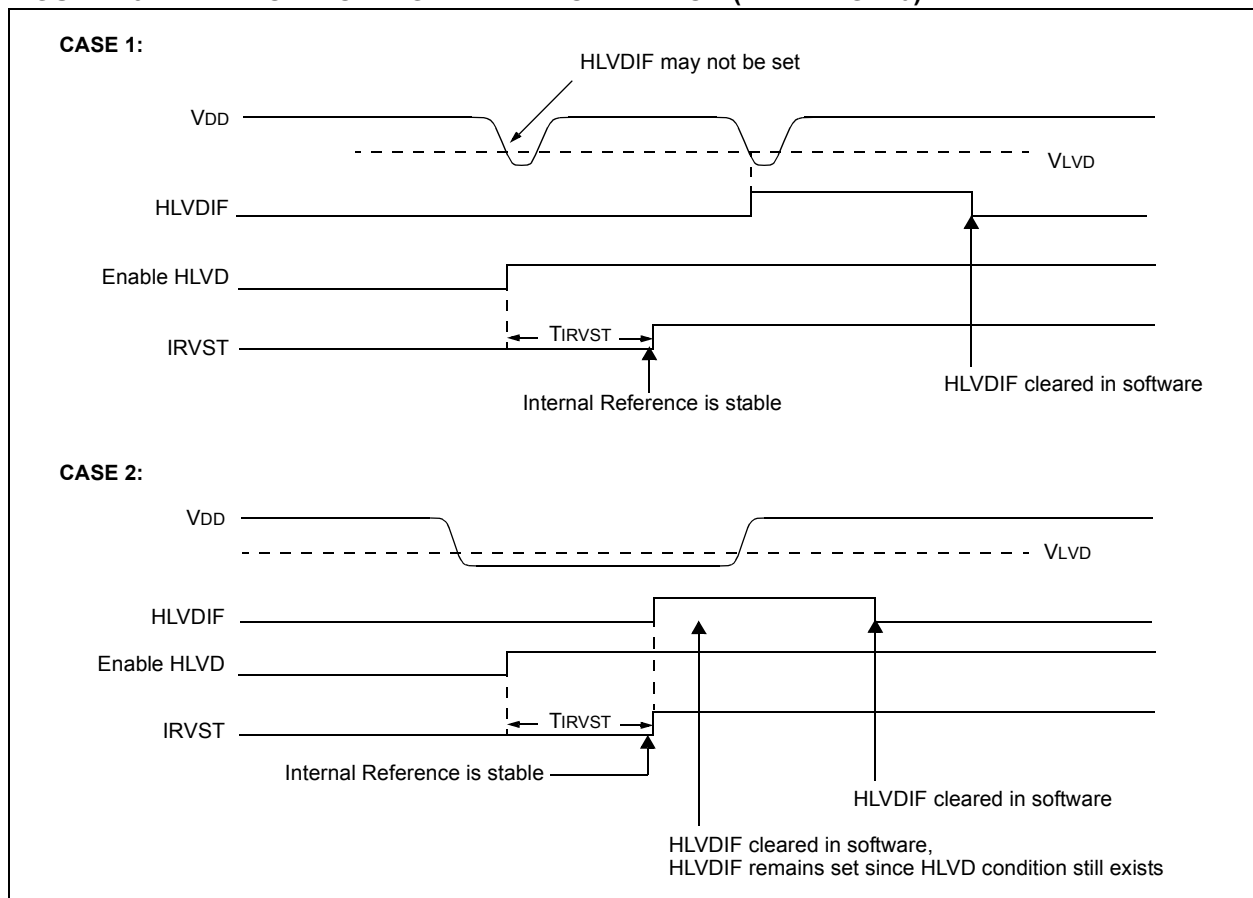 CASE 1:
HLVDIF may not be set
VDD
VLVD
HLVDIF
Enable HLVD
TIRVST
IRVST
HLVDIF cleared in software
Internal Reference is stable
CASE 2:
VDD
VLVD
HLVDIF
Enable HLVD
TIRVST
IRVST
Internal Reference is stable
HLVDIF cleared in software
HLVDIF cleared in software,
HLVDIF remains set since HLVD condition still exists